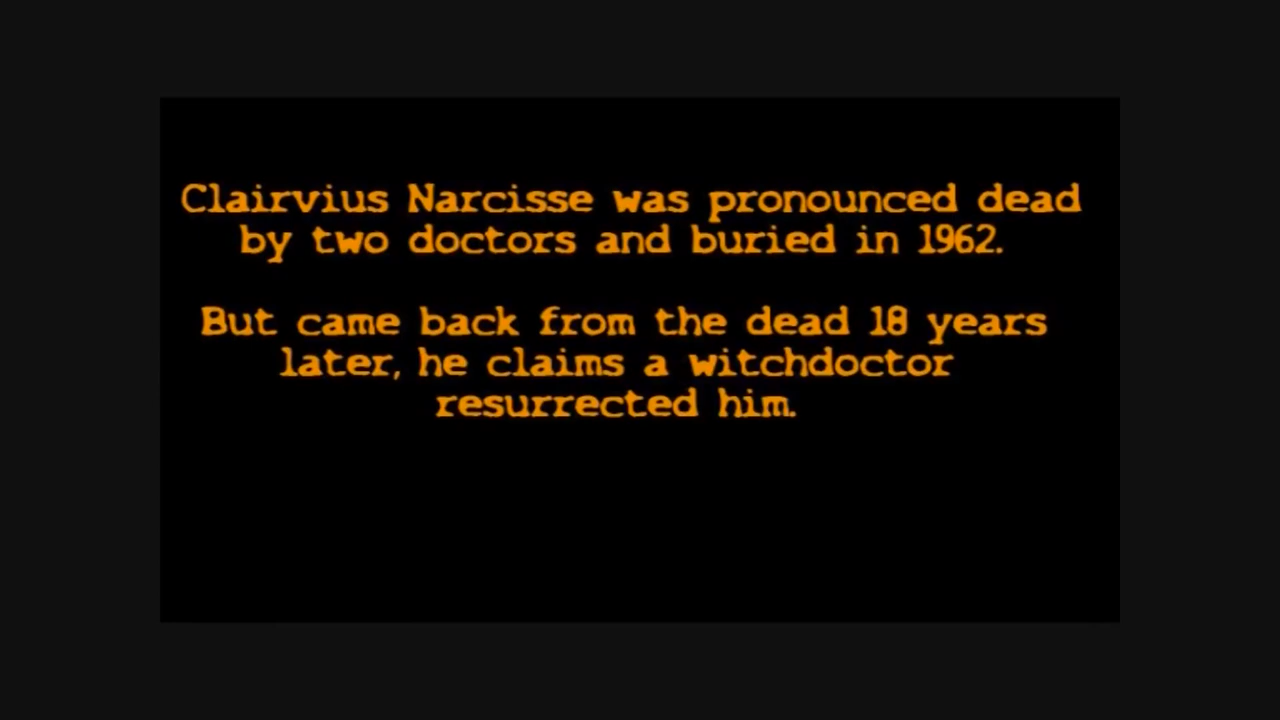 Clairvius Narcisse was pronounced dead
by two doctors and buried in 1962.
But came back from the dead 18 years
later, he claims a witchdoctor
resurrected him.